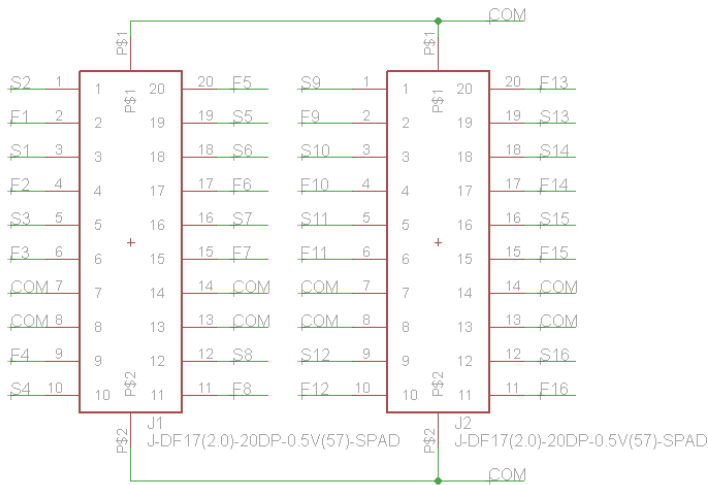 COM
P$1 P$1
S2 1 1 P$1 20 20 F5 S9 1 1 P$1 20 20 F13
F1 2 2 19 19 S5 F9 2 2 19 19 S13
S1 3 3 18 18 S6 S10 3 3 18 18 S14
F2 4 4 17 17 F6 F10 4 4 17 17 F14
S3 5 5 16 16 S7 S11 5 5 16 16 S15
F3 6 6 15 15 F7 F11 6 6 15 15 F15
COM 7 7 14 14 COM COM 7 7 14 14 COM
COM 8 8 13 13 COM COM 8 8 13 13 COM
F4 9 9 12 12 S8 S12 9 9 12 12 S16
S4 10 10 P$2 11 11 F8 F12 10 10 P$2 11 11 F16
J1 J2
P$2 J-DF17(2.0)-20DP-0.5V(57)-SPAD P$2 J-DF17(2.0)-20DP-0.5V(57)-SPAD
COM